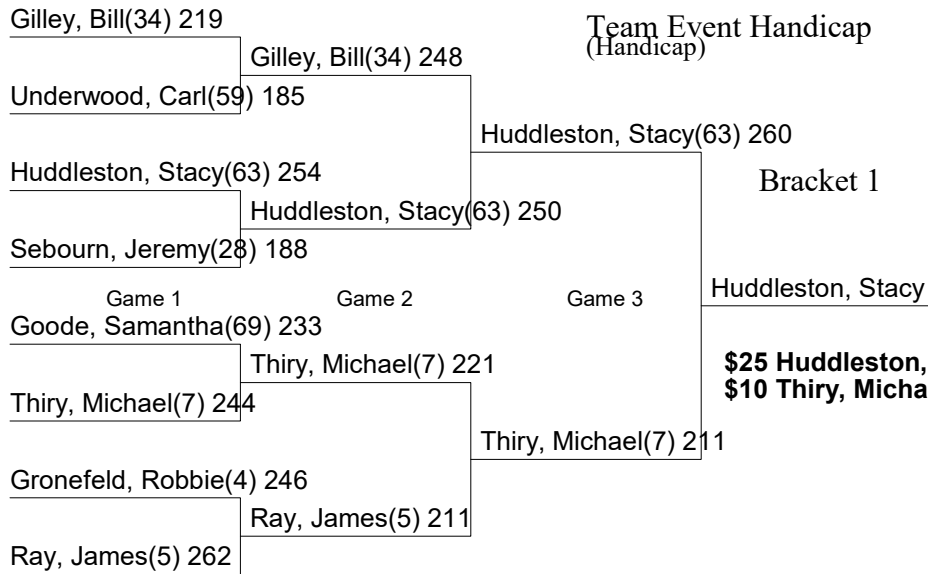 Gilley, Bill(34) 219
Team Event Handicap
(Handicap)
Gilley, Bill(34) 248
Underwood, Carl(59) 185
Huddleston, Stacy(63) 260
Huddleston, Stacy(63) 254
Bracket 1
Huddleston, Stacy(63) 250
Sebourn, Jeremy(28) 188
Game 1
Game 2
Game 3
Huddleston, Stacy
Goode, Samantha(69) 233
Thiry, Michael(7) 221
$25 Huddleston,
$10 Thiry, Micha
Thiry, Michael(7) 244
Thiry, Michael(7) 211
Gronefeld, Robbie(4) 246
Ray, James(5) 211
Ray, James(5) 262